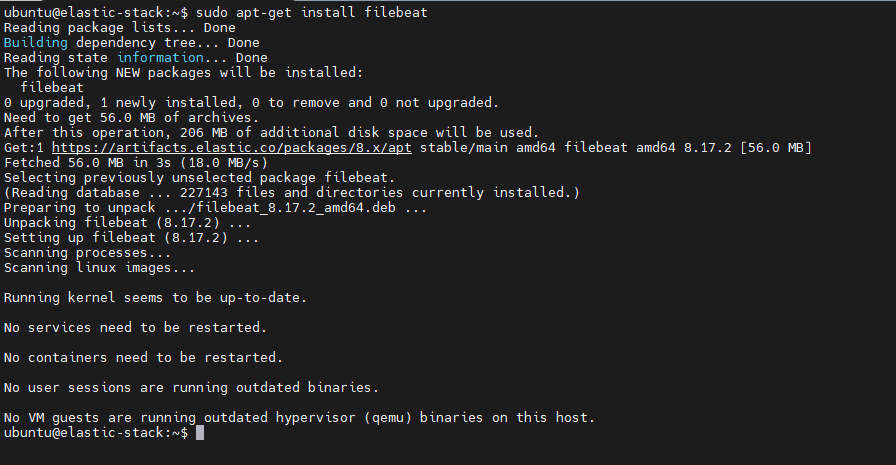 ubuntu@elastic-stack:~$ sudo apt-get install filebeat
Reading package lists... Done
Building dependency tree... Done
Reading state information... Done
The following NEW packages will be installed:
  filebeat
0 upgraded, 1 newly installed, 0 to remove and 0 not upgraded.
Need to get 56.0 MB of archives.
After this operation, 206 MB of additional disk space will be used.
Get:1 https://artifacts.elastic.co/packages/8.x/apt stable/main amd64 filebeat amd64 8.17.2 [56.0 MB]
Fetched 56.0 MB in 3s (18.0 MB/s)
Selecting previously unselected package filebeat.
(Reading database ... 227143 files and directories currently installed.)
Preparing to unpack .../filebeat_8.17.2_amd64.deb ...
Unpacking filebeat (8.17.2) ...
Setting up filebeat (8.17.2) ...
Scanning processes...
Scanning linux images...

Running kernel seems to be up-to-date.

No services need to be restarted.

No containers need to be restarted.

No user sessions are running outdated binaries.

No VM guests are running outdated hypervisor (qemu) binaries on this host.
ubuntu@elastic-stack:~$